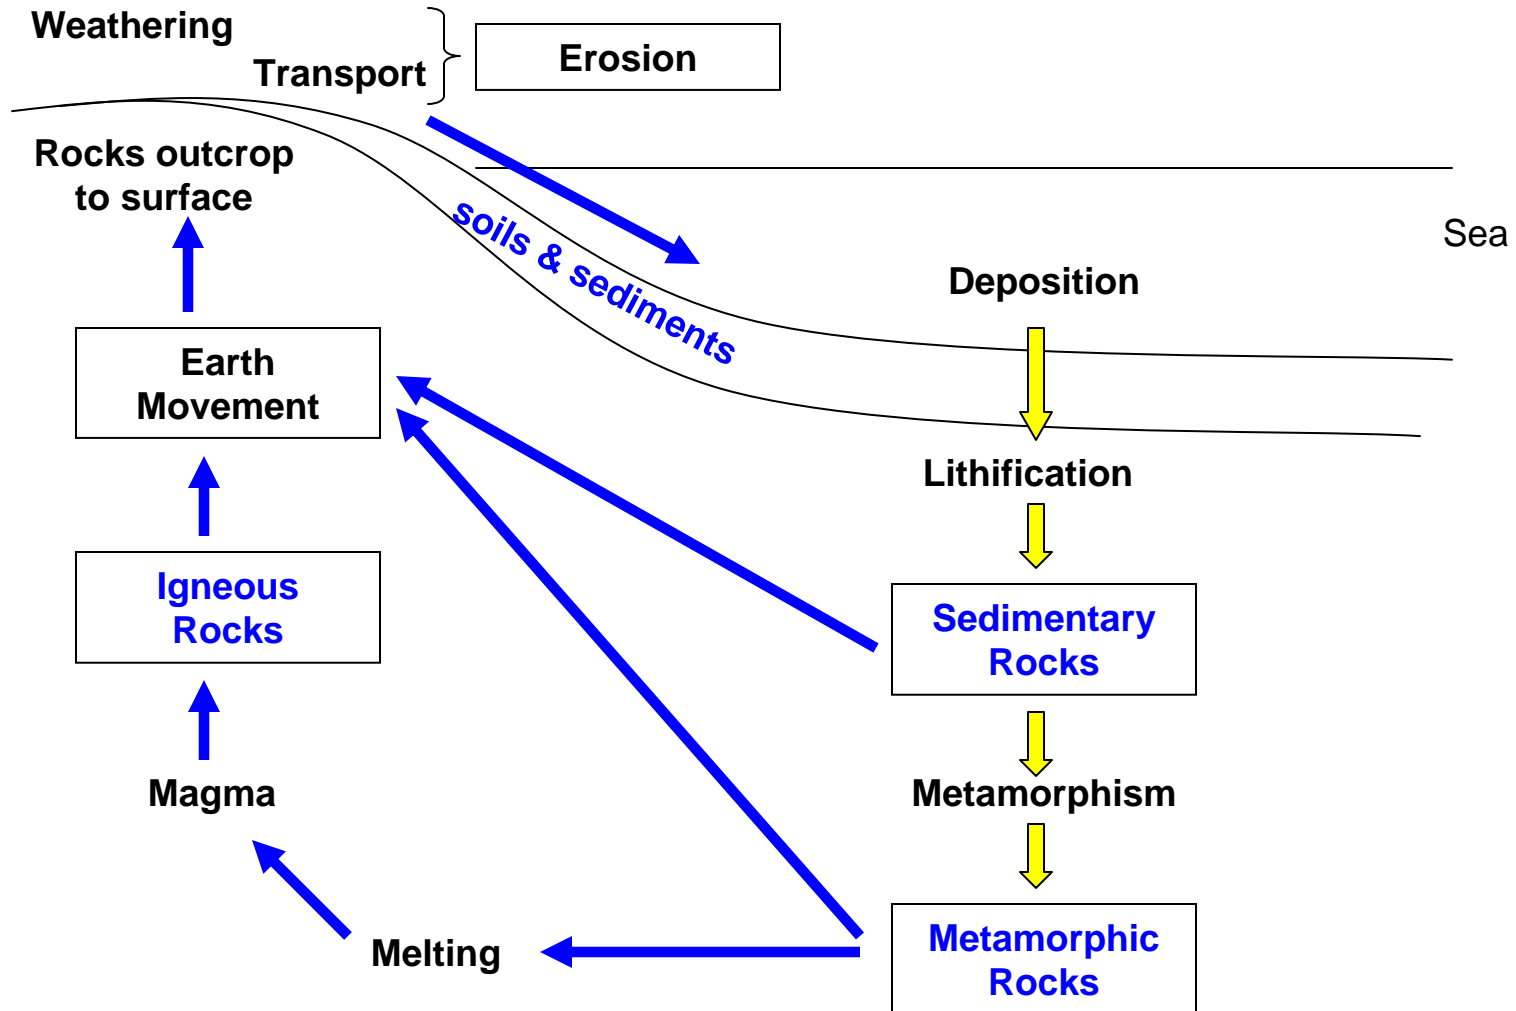 Weathering
Transport
Erosion
Rocks outcrop
to surface
soils & sediments
Sea
Deposition
Earth
Movement
Lithification
Igneous
Rocks
Sedimentary
Rocks
Magma
Metamorphism
Melting
Metamorphic
Rocks